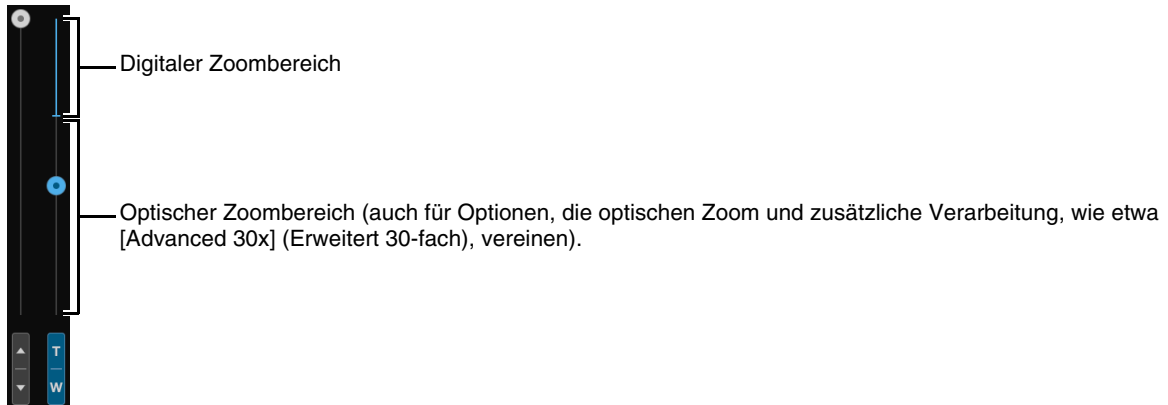 Digitaler Zoombereich
Optischer Zoombereich (auch für Optionen, die optischen Zoom und zusätzliche Verarbeitung, wie etwa
[Advanced 30x] (Erweitert 30-fach), vereinen).
T
W